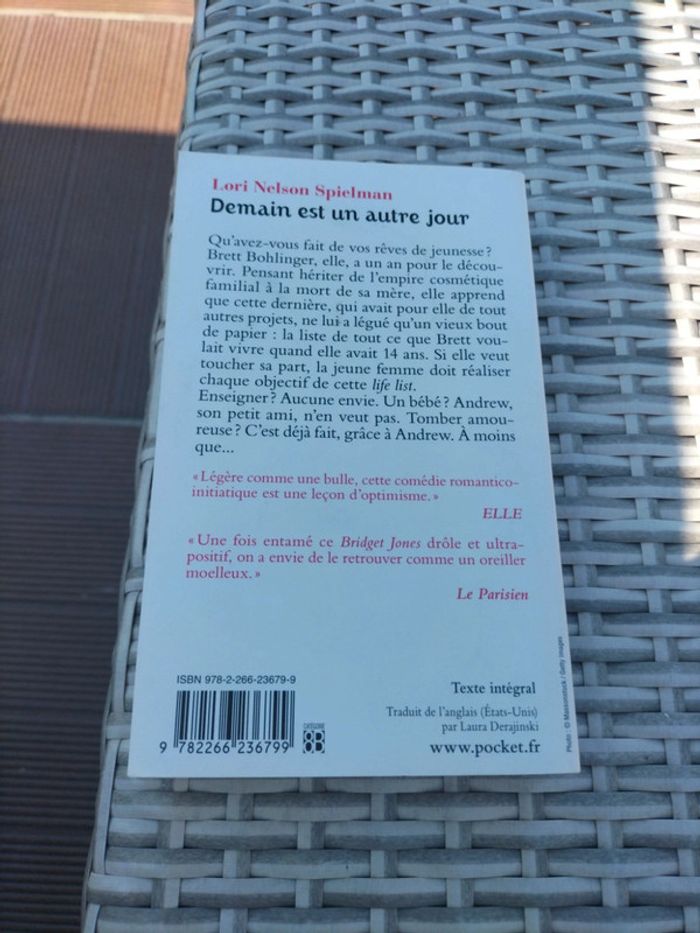 Lori Nelson Spielman
Demain est un autre jour
Qu'avez-vous fait de vos rêves de jeunesse ?
Brett Bohlinger, elle, a un an pour le décou-
vrir. Pensant hériter de l'empire cosmétique
familial à la mort de sa mère, elle apprend
que cette dernière, qui avait pour elle de tout
autres projets, ne lui a légué qu'un vieux bout
de papier : la liste de tout ce que Brett vou-
lait vivre quand elle avait 14 ans. Si elle veut
toucher sa part, la jeune femme doit réaliser
chaque objectif de cette life list.
Enseigner ? Aucune envie. Un bébé ? Andrew,
son petit ami, n'en veut pas. Tomber amou-
reuse ? C'est déjà fait, grâce à Andrew. À moins
que...
« Légère comme une bulle, cette comédie romantico-
initiatique est une leçon d'optimisme. »
ELLE
« Une fois entamé ce Bridget Jones drôle et ultra-
positif, on a envie de le retrouver comme un oreiller
moelleux. »
Le Parisien
ISBN 978-2-266-23679-9
9 782266 236799
CATÉGORIE
Texte intégral
Traduit de l'anglais (États-Unis)
par Laura Derajinski
www.pocket.fr
Photo : © Massonstock / Getty Images